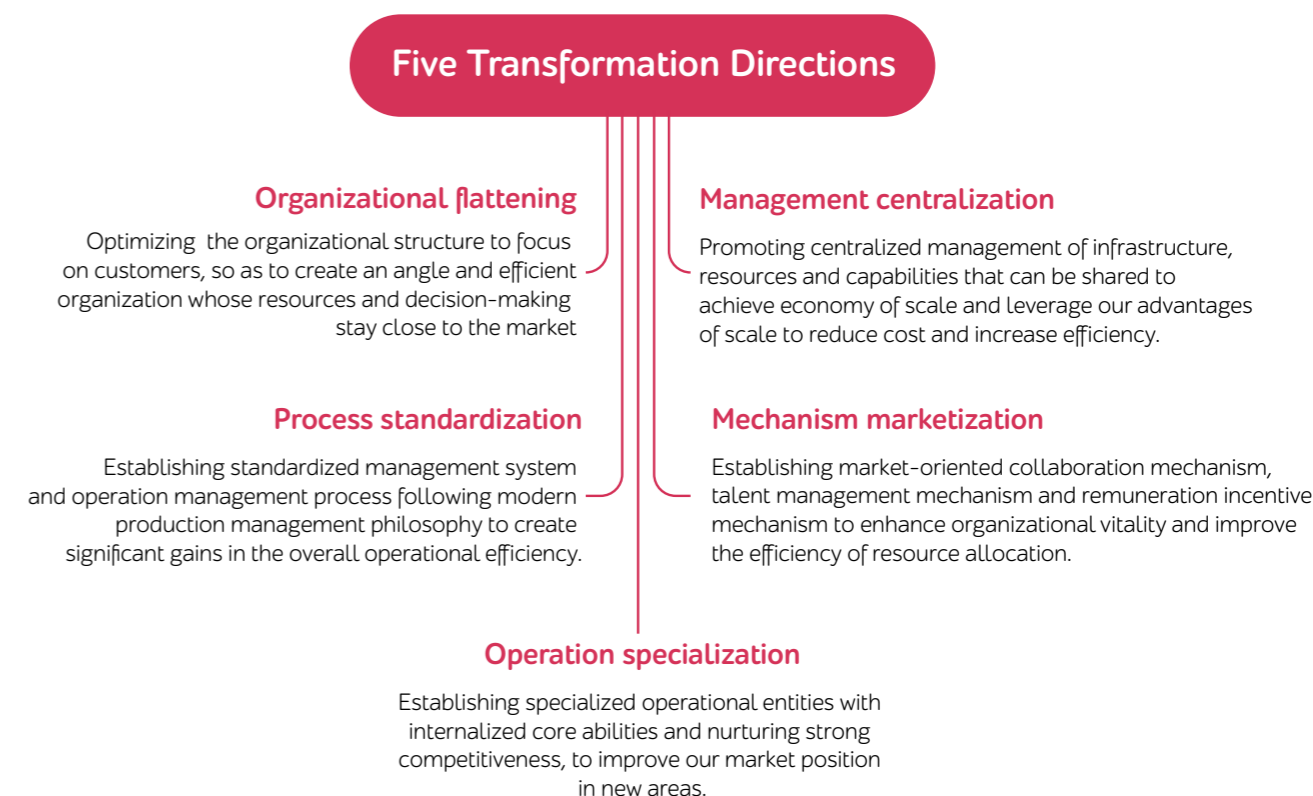 Five Transformation Directions
Organizational flattening
Optimizing the organizational structure to focus
on customers, so as to create an angle and efficient
organization whose resources and decision-making
stay close to the market
Management centralization
Promoting centralized management of infrastructure,
resources and capabilities that can be shared to
achieve economy of scale and leverage our advantages
of scale to reduce cost and increase efficiency.
Process standardization
Establishing standardized management system
and operation management process following modern
production management philosophy to create
significant gains in the overall operational efficiency.
Mechanism marketization
Establishing market-oriented collaboration mechanism,
talent management mechanism and remuneration incentive
mechanism to enhance organizational vitality and improve
the efficiency of resource allocation.
Operation specialization
Establishing specialized operational entities with
internalized core abilities and nurturing strong
competitiveness, to improve our market position
in new areas.